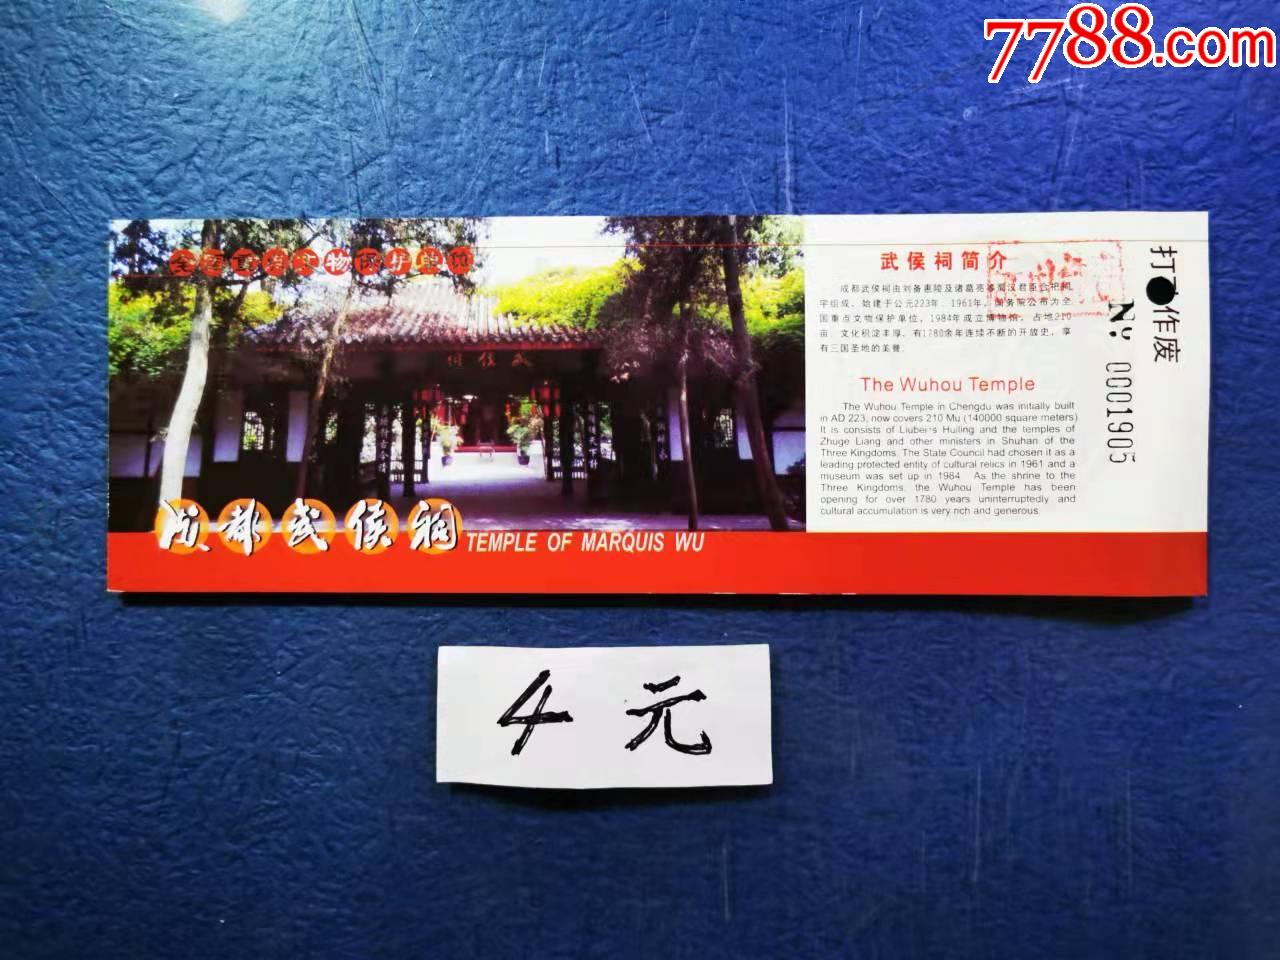 7788.com
全国重点文物保护单位
武侯祠
成都武侯祠
TEMPLE OF MARQUIS WU
武侯祠简介
成都武侯祠由刘备惠陵及诸葛亮等蜀汉君臣合祀祠
宇组成，始建于公元223年，1961年，国务院公布为全
国重点文物保护单位，1984年成立博物馆，占地210
亩，文化积淀丰厚，有1780余年连续不断的开放史，享
有三国圣地的美誉。
The Wuhou Temple
The Wuhou Temple in Chengdu was initially built
in AD 223, now covers 210 Mu (140000 square meters)
It is consists of Liubei's Huiling and the temples of
Zhuge Liang and other ministers in Shuhan of the
Three Kingdoms. The State Council had chosen it as a
leading protected entity of cultural relics in 1961 and a
museum was set up in 1984. As the shrine to the
Three Kingdoms, the Wuhou Temple has been
opening for over 1780 years uninterruptedly and
cultural accumulation is very rich and generous.
打 作废
№ 0001905
4 元